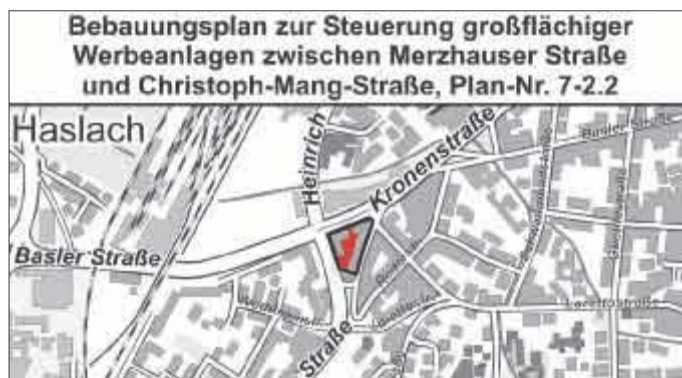 Bebauungsplan zur Steuerung großflächiger
Werbeanlagen zwischen Merzhauser Straße
und Christoph-Mang-Straße, Plan-Nr. 7-2.2
Haslach
Heinrich
Kronenstraße
Basler Straße
Basler Straße
Lorettostraße
Straße